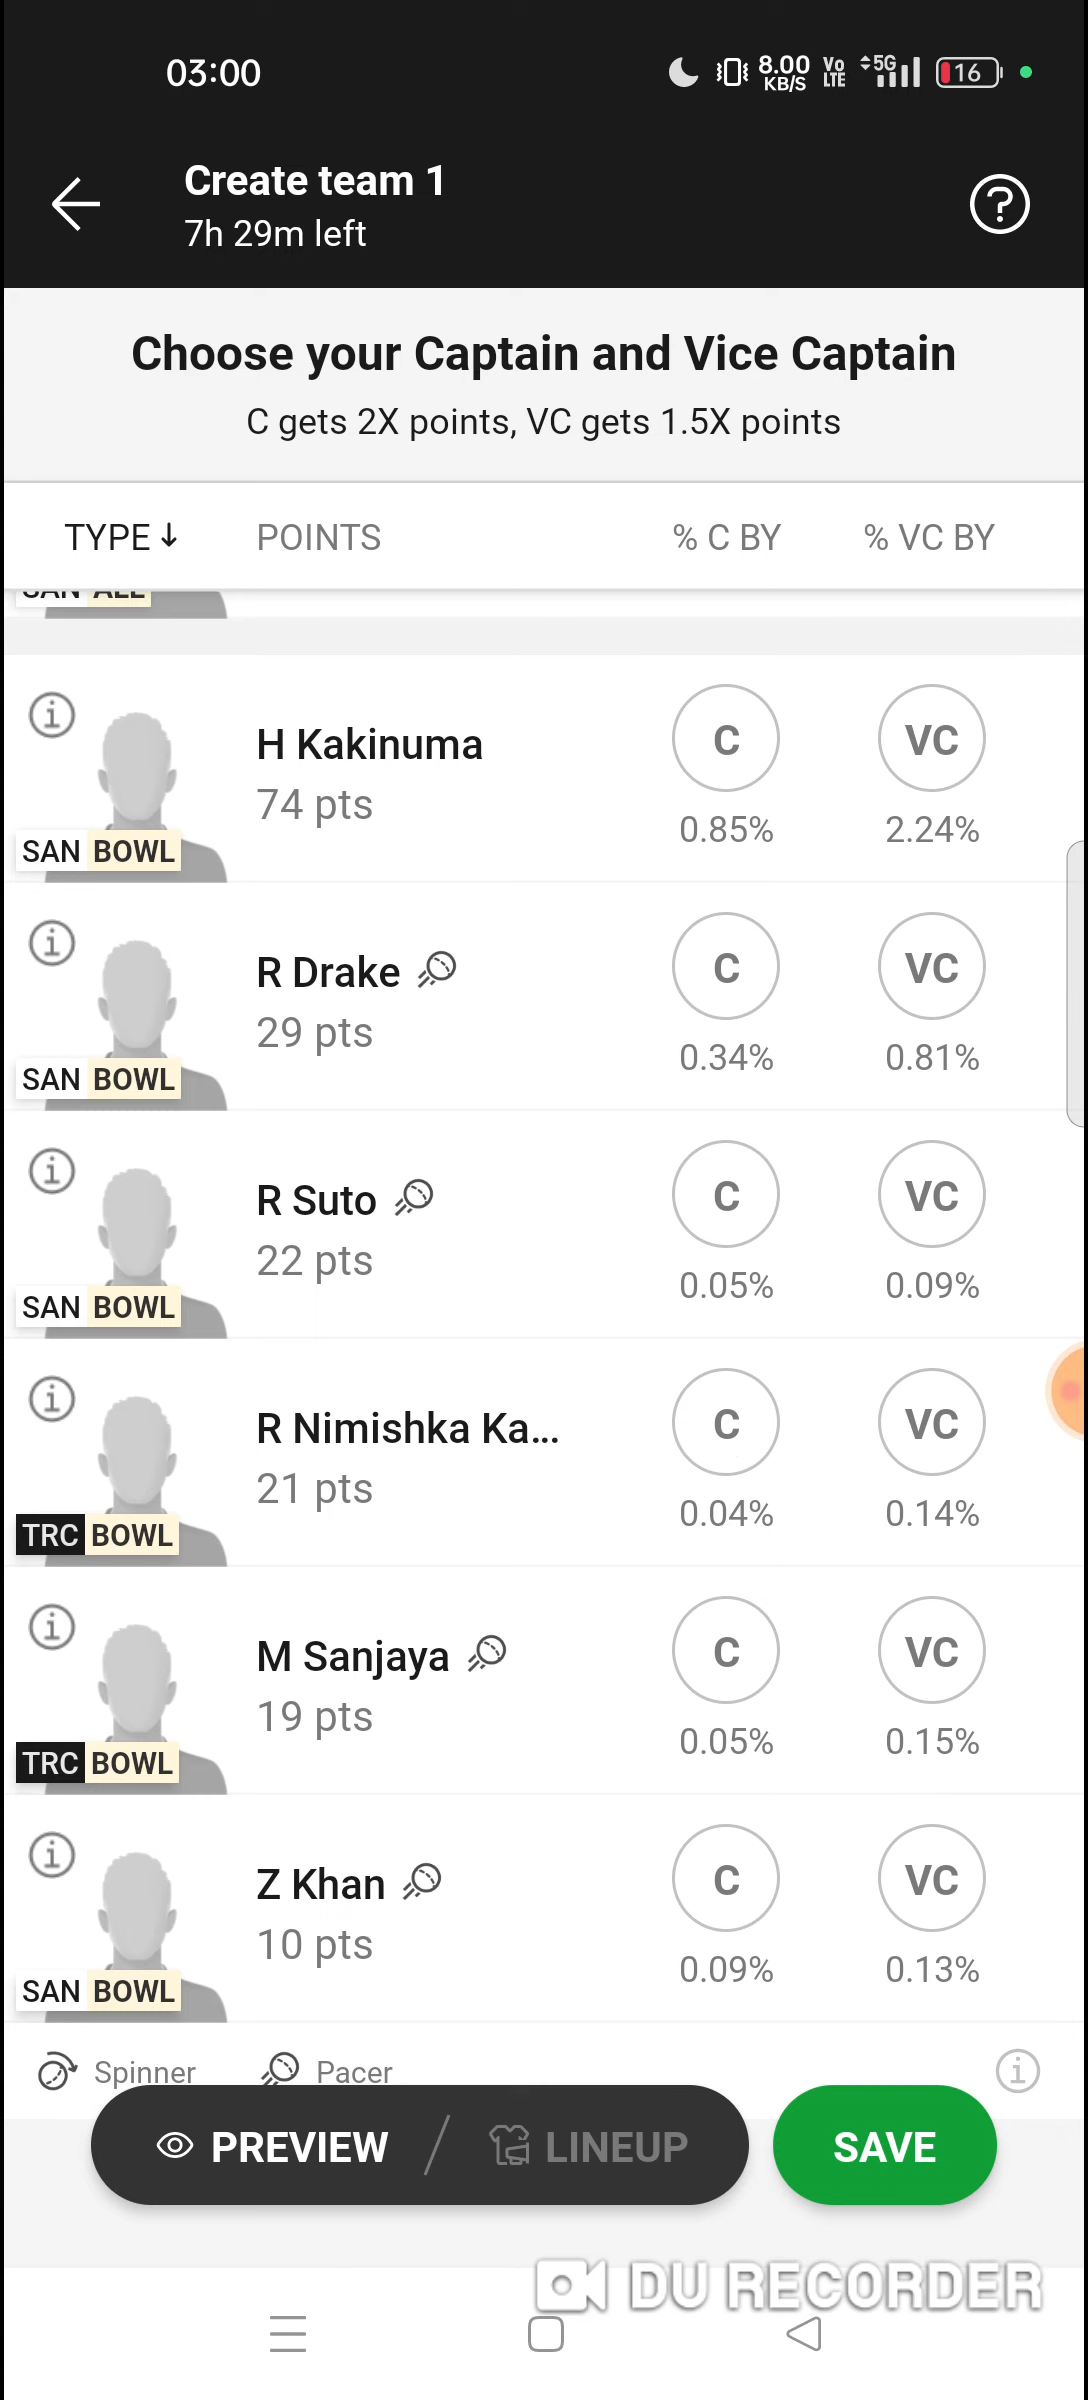 03:00
8.00 KB/S Vo LTE 5G 16
Create team 1
7h 29m left
Choose your Captain and Vice Captain
C gets 2X points, VC gets 1.5X points
TYPE POINTS % C BY % VC BY
SAN ALL
H Kakinuma C VC
74 pts 0.85% 2.24%
SAN BOWL
R Drake C VC
29 pts 0.34% 0.81%
SAN BOWL
R Suto C VC
22 pts 0.05% 0.09%
SAN BOWL
R Nimishka Ka... C VC
21 pts 0.04% 0.14%
TRC BOWL
M Sanjaya C VC
19 pts 0.05% 0.15%
TRC BOWL
Z Khan C VC
10 pts 0.09% 0.13%
SAN BOWL
Spinner Pacer
PREVIEW LINEUP SAVE
DU RECORDER